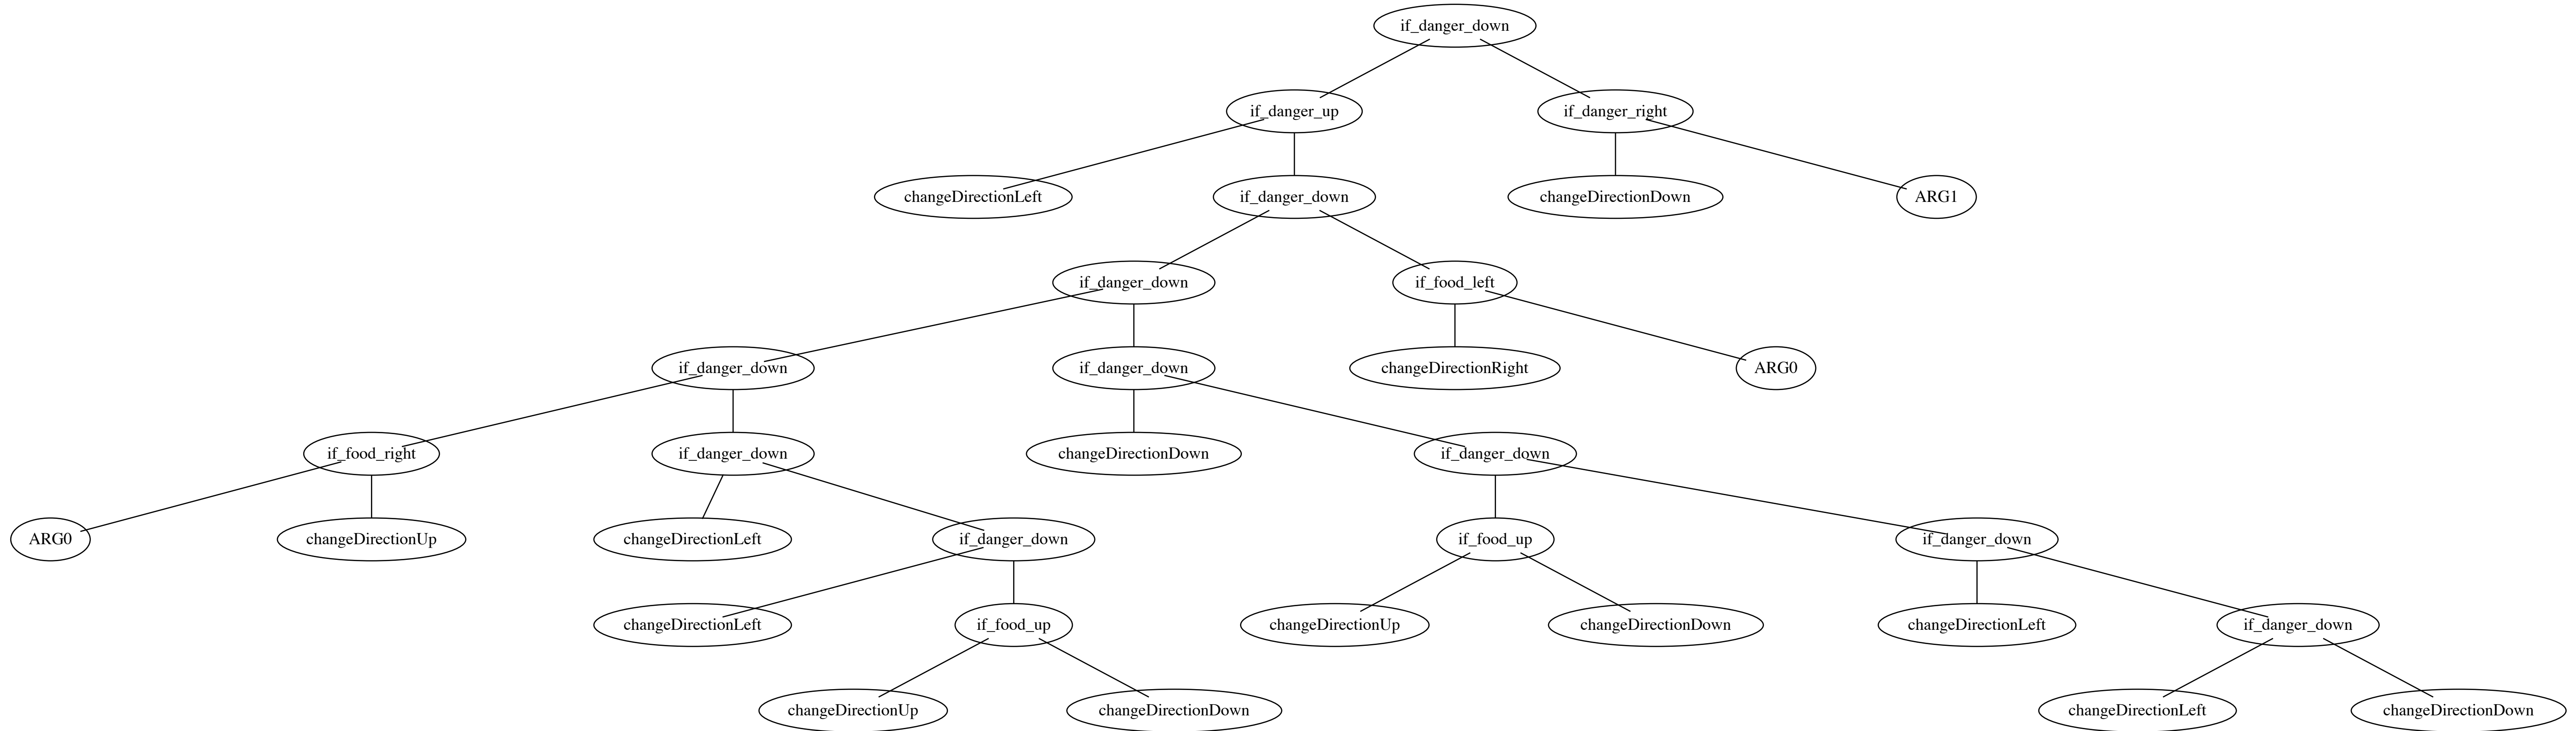 if_danger_down
if_danger_up
if_danger_right
changeDirectionLeft
if_danger_down
changeDirectionDown
ARG1
if_danger_down
if_food_left
if_danger_down
if_danger_down
changeDirectionRight
ARG0
if_food_right
if_danger_down
changeDirectionDown
if_danger_down
ARG0
changeDirectionUp
changeDirectionLeft
if_danger_down
if_food_up
if_danger_down
changeDirectionLeft
if_food_up
changeDirectionUp
changeDirectionDown
changeDirectionLeft
if_danger_down
changeDirectionUp
changeDirectionDown
changeDirectionLeft
changeDirectionDown